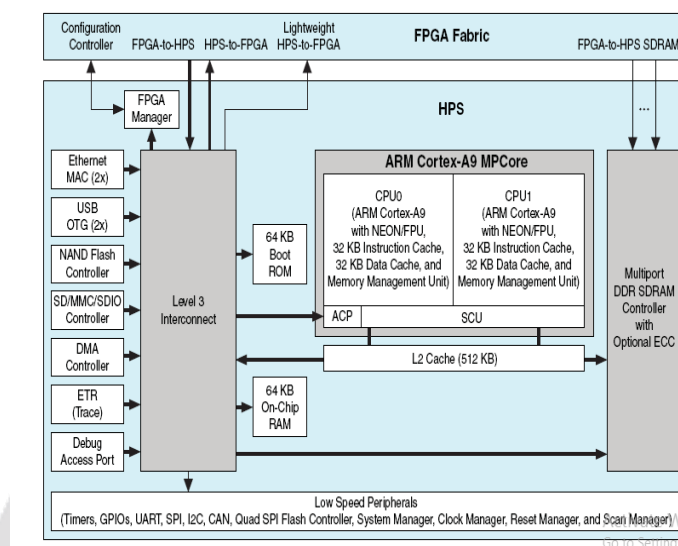 Configuration
Controller
FPGA-to-HPS
HPS-to-FPGA
Lightweight
HPS-to-FPGA
FPGA Fabric
FPGA-to-HPS SDRAM
FPGA
Manager
HPS
Ethernet
MAC (2x)
USB
OTG (2x)
NAND Flash
Controller
SD/MMC/SDIO
Controller
DMA
Controller
ETR
(Trace)
Debug
Access Port
Level 3
Interconnect
64 KB
Boot
ROM
64 KB
On-Chip
RAM
ARM Cortex-A9 MPCore
CPU0
(ARM Cortex-A9
with NEON/FPU,
32 KB Instruction Cache,
32 KB Data Cache, and
Memory Management Unit)
CPU1
(ARM Cortex-A9
with NEON/FPU,
32 KB Instruction Cache,
32 KB Data Cache, and
Memory Management Unit)
ACP
SCU
L2 Cache (512 KB)
...
Multiport
DDR SDRAM
Controller
with
Optional ECC
Low Speed Peripherals
(Timers, GPIOs, UART, SPI, I2C, CAN, Quad SPI Flash Controller, System Manager, Clock Manager, Reset Manager, and Scan Manager)